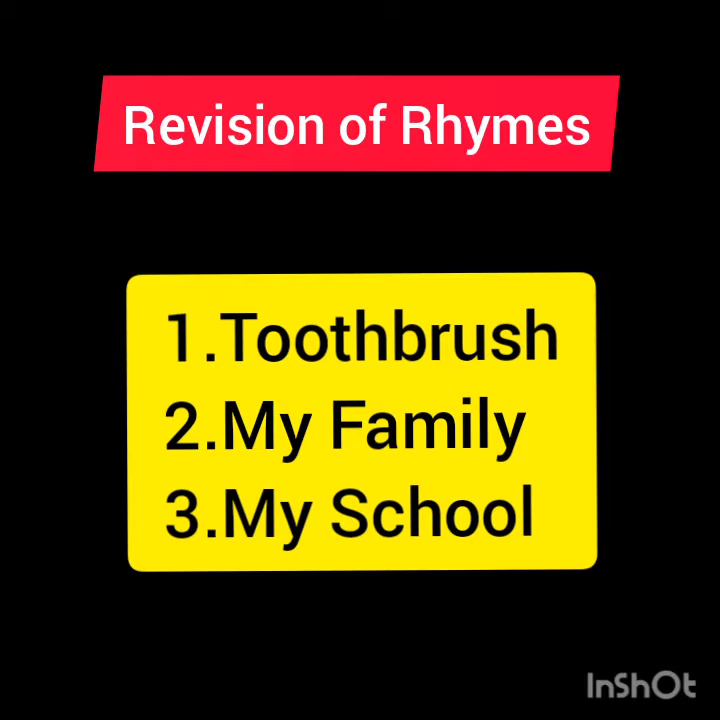 Revision of Rhymes
1.Toothbrush
2.My Family
3.My School
InShOt